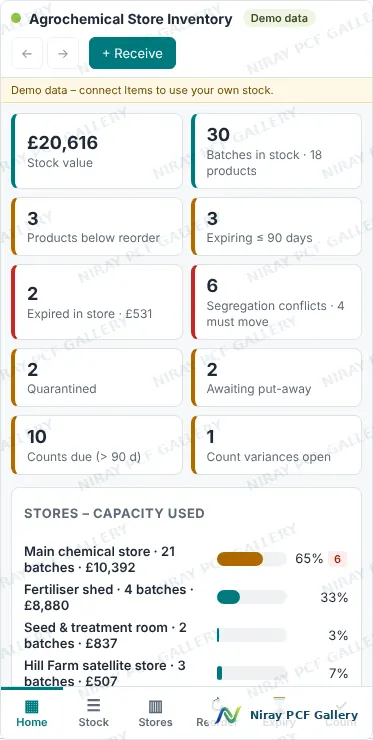 Agrochemical Store Inventory
Demo data
←
→
+ Receive
Demo data – connect Items to use your own stock.
£20,616
Stock value
30
Batches in stock · 18
products
3
Products below reorder
3
Expiring ≤ 90 days
2
Expired in store · £531
6
Segregation conflicts · 4
must move
2
Quarantined
2
Awaiting put-away
10
Counts due (> 90 d)
1
Count variances open
STORES – CAPACITY USED
Main chemical store · 21
batches · £10,392
65%
6
Fertiliser shed · 4 batches ·
£8,880
33%
Seed & treatment room · 2
batches · £837
3%
Hill Farm satellite store · 3
batches · £507
7%
Home
Stock
Stores
Expiry
Count
Niray PCF Gallery
NIRAY PCF GALLERY